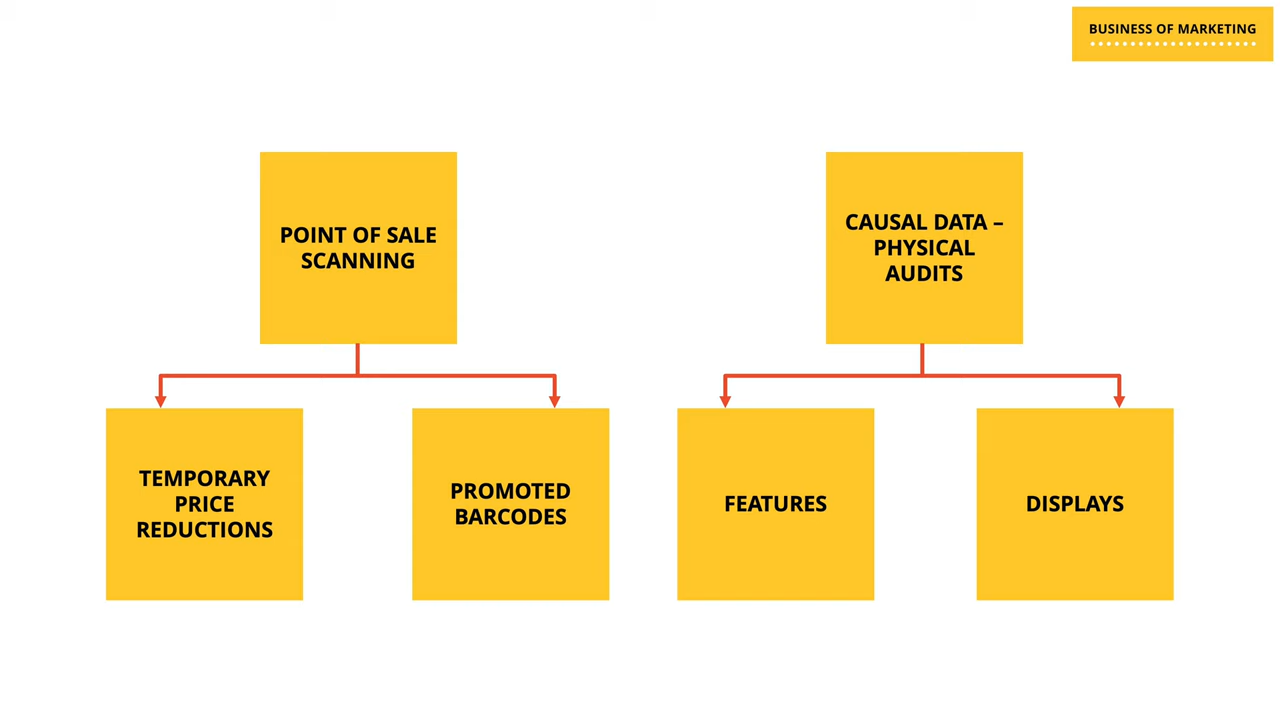 BUSINESS OF MARKETING
POINT OF SALE
SCANNING
CAUSAL DATA –
PHYSICAL
AUDITS
TEMPORARY
PRICE
REDUCTIONS
PROMOTED
BARCODES
FEATURES
DISPLAYS